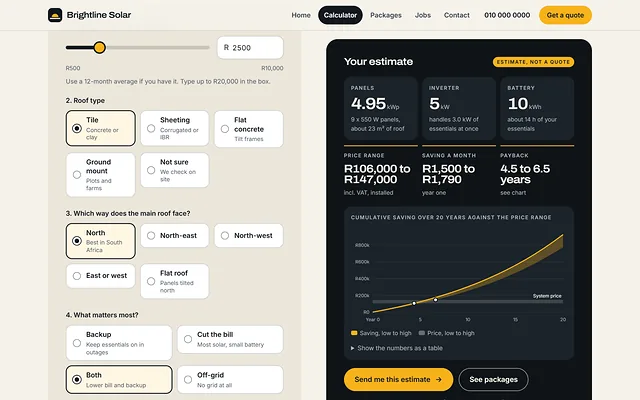 Brightline Solar
Home
Calculator
Packages
Jobs
Contact
010 000 0000
Get a quote
R 2500
R500
R10,000
Use a 12-month average if you have it. Type up to R20,000 in the box.
2. Roof type
Tile
Concrete or
clay
Sheeting
Corrugated or
IBR
Flat
concrete
Tilt frames
Ground
mount
Plots and
farms
Not sure
We check on
site
3. Which way does the main roof face?
North
Best in South
Africa
North-east
North-west
East or west
Flat roof
Panels tilted
north
4. What matters most?
Backup
Keep essentials on in
outages
Cut the bill
Most solar, small battery
Both
Lower bill and backup
Off-grid
No grid at all
Your estimate
ESTIMATE, NOT A QUOTE
PANELS
4.95 kWp
9 x 550 W panels,
about 23 m² of roof
INVERTER
5 kW
handles 3.0 kW of
essentials at once
BATTERY
10 kWh
about 14 h of your
essentials
PRICE RANGE
R106,000 to
R147,000
incl. VAT, installed
SAVING A MONTH
R1,500 to
R1,790
year one
PAYBACK
4.5 to 6.5
years
see chart
CUMULATIVE SAVING OVER 20 YEARS AGAINST THE PRICE RANGE
R800k
R600k
R400k
R200k
R0
System price
Year 0
5
10
15
20
Saving, low to high
Price, low to high
Show the numbers as a table
Send me this estimate →
See packages